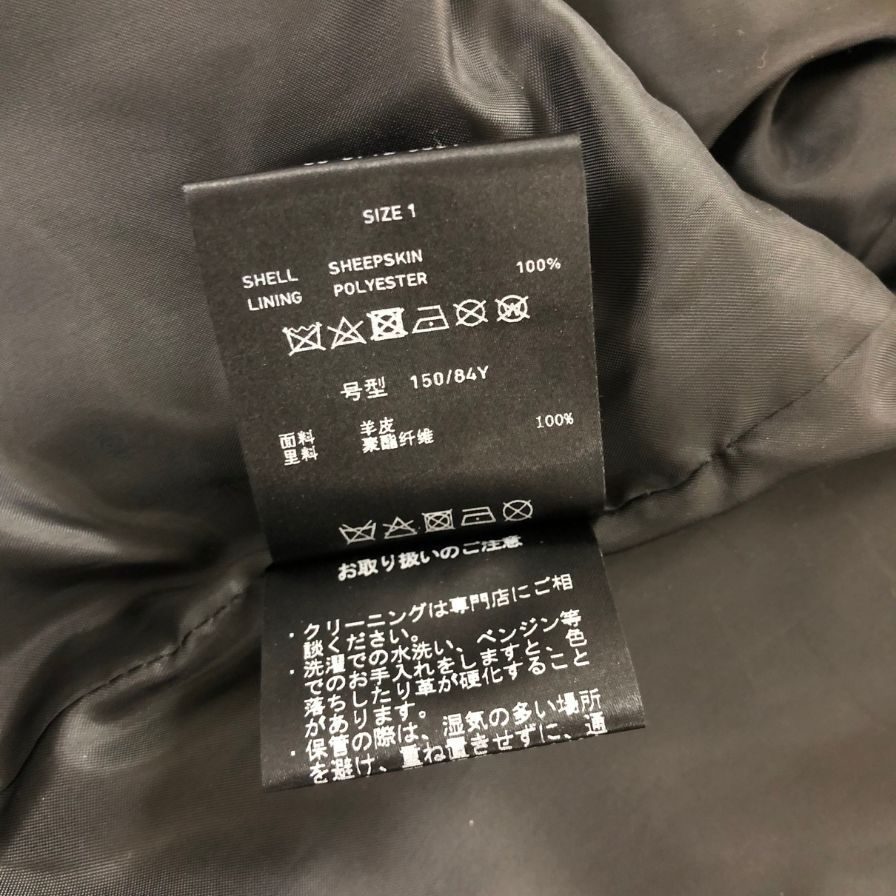 SIZE 1
SHELL SHEEPSKIN
LINING POLYESTER 100%
号型 150/84Y
面料 羊皮
里料 聚酯纤维 100%
お取り扱いのご注意
・クリーニングは専門店にご相
談ください。
・洗濯での水洗い、ベンジン等
でのお手入れをしますと、色
落ちしたり革が硬化すること
があります。
・保管の際は、湿気の多い場所
を避け、重ね置きせずに、通